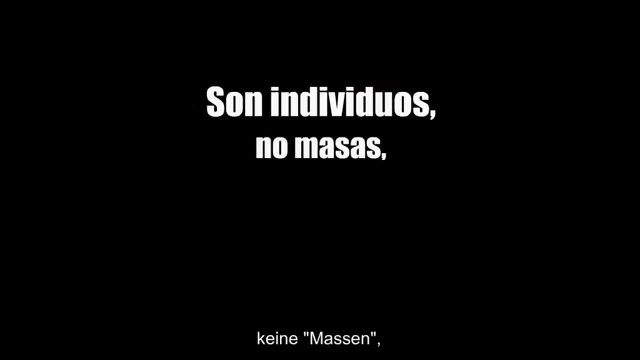 Son individuos,
no masas,
keine "Massen",